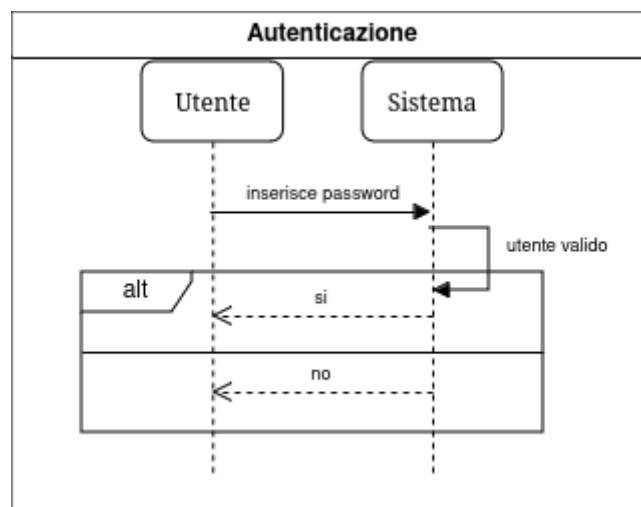 Autenticazione
Utente
Sistema
inserisce password
utente valido
alt
si
no